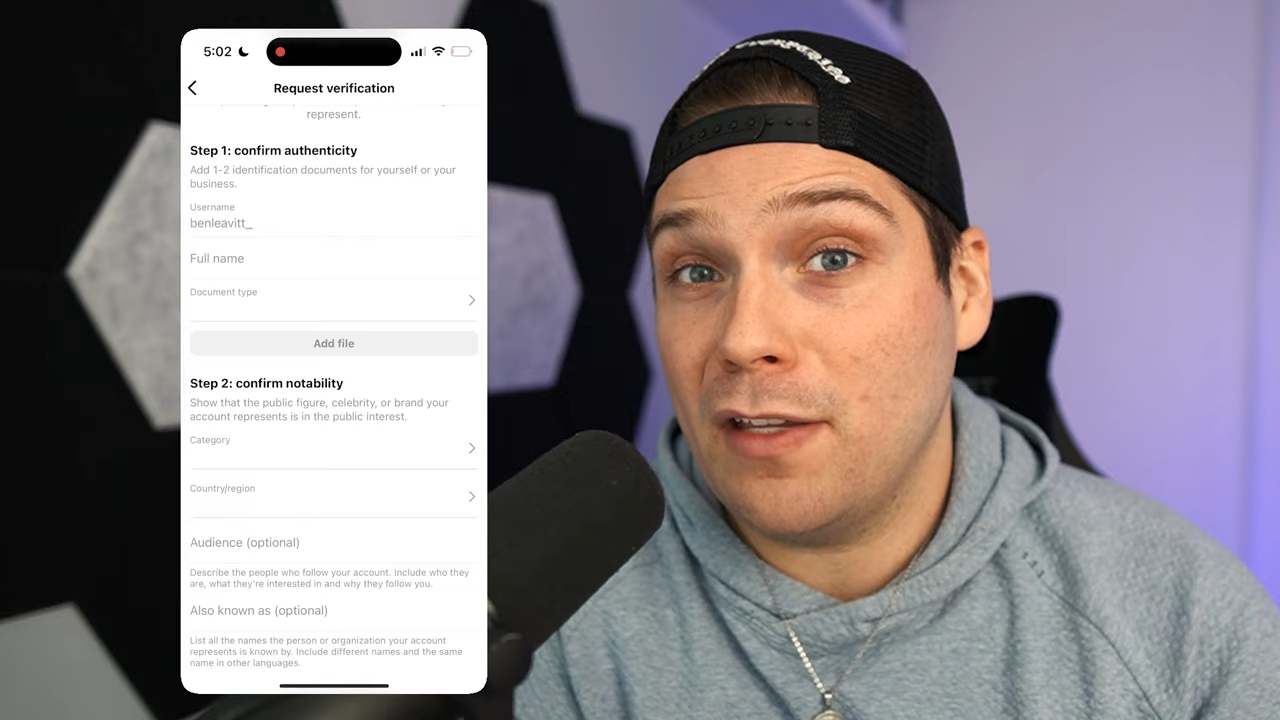 5:02
Request verification
represent.
Step 1: confirm authenticity
Add 1-2 identification documents for yourself or your
business.
Username
benleavitt_
Full name
Document type
Add file
Step 2: confirm notability
Show that the public figure, celebrity, or brand your
account represents is in the public interest.
Category
Country/region
Audience (optional)
Describe the people who follow your account. Include who they
are, what they're interested in and why they follow you.
Also known as (optional)
List all the names the person or organization your account
represents is known by. Include different names and the same
name in other languages.